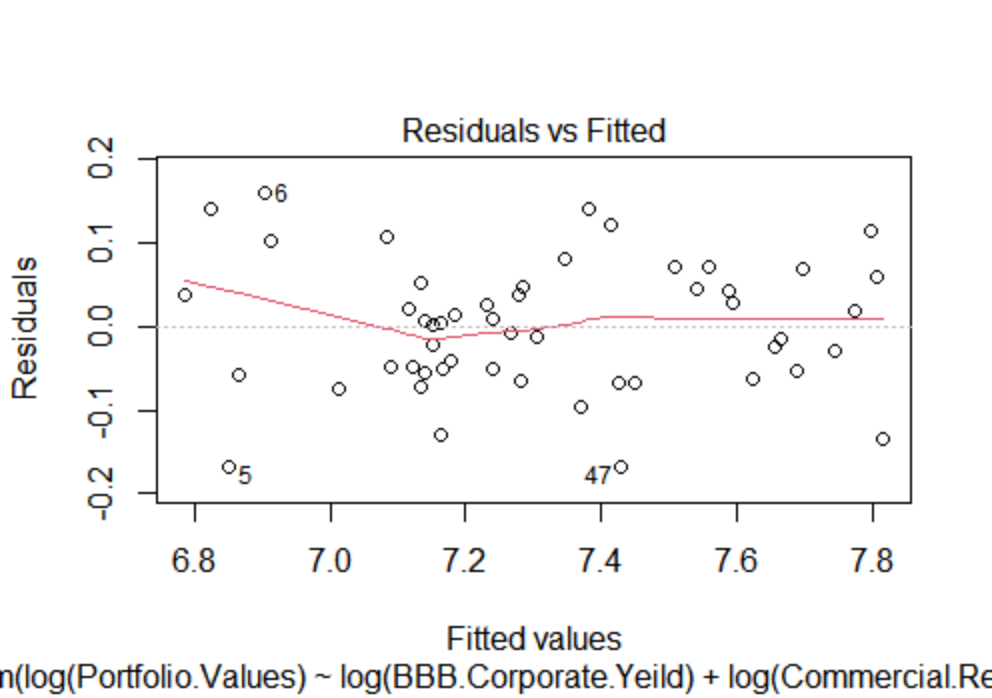 Residuals vs Fitted
Residuals
0.2
0.1
0.0
-0.1
-0.2
6
5
47
6.8 7.0 7.2 7.4 7.6 7.8
Fitted values
n(log(Portfolio.Values) ~ log(BBB.Corporate.Yeild) + log(Commercial.Re